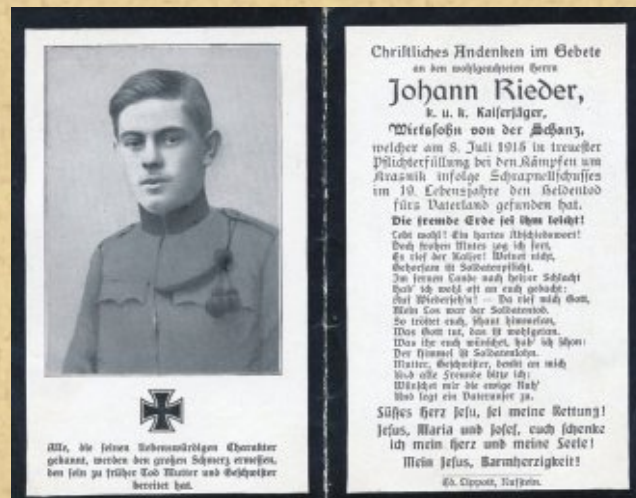 Alle, die seinen liebenswürdigen Charakter
gekannt, werden den großen Schmerz ermessen,
den sein zu früher Tod Mutter und Geschwister
bereitet hat.
Christliches Andenken im Gebete
an den wohlgeachteten Herrn
Johann Rieder,
k. u. k. Kaiserjäger,
Wirtssohn von der Schanz,
welcher am 8. Juli 1915 in treuester
Pflichterfüllung bei den Kämpfen um
Krasnik infolge Schrapnellschusses
im 19. Lebensjahre den Heldentod
fürs Vaterland gefunden hat.
Die fremde Erde sei ihm leicht!
Lebt wohl! Ein hartes Abschiedswort!
Doch frohen Mutes zog ich fort,
Es rief der Kaiser! Weinet nicht,
Gehorsam ist Soldatenpflicht.
Im fernen Lande nach heißer Schlacht
Hab' ich wohl oft an euch gedacht:
Auf Wiederseh'n! — Da rief mich Gott,
Mein Los war der Soldatentod.
So tröstet euch, schaut himmelan,
Was Gott tut, das ist wohlgetan.
Was ihr euch wünschet, hab' ich schon:
Der Himmel ist Soldatenlohn.
Mutter, Geschwister, denkt an mich
Und alle Freunde bitte ich:
Wünschet mir die ewige Ruh'
Und legt ein Vaterunser zu.
Süßes Herz Jesu, sei meine Rettung!
Jesus, Maria und Josef, euch schenke
ich mein Herz und meine Seele!
Mein Jesus, Barmherzigkeit!
Ed. Lippott, Kufstein.